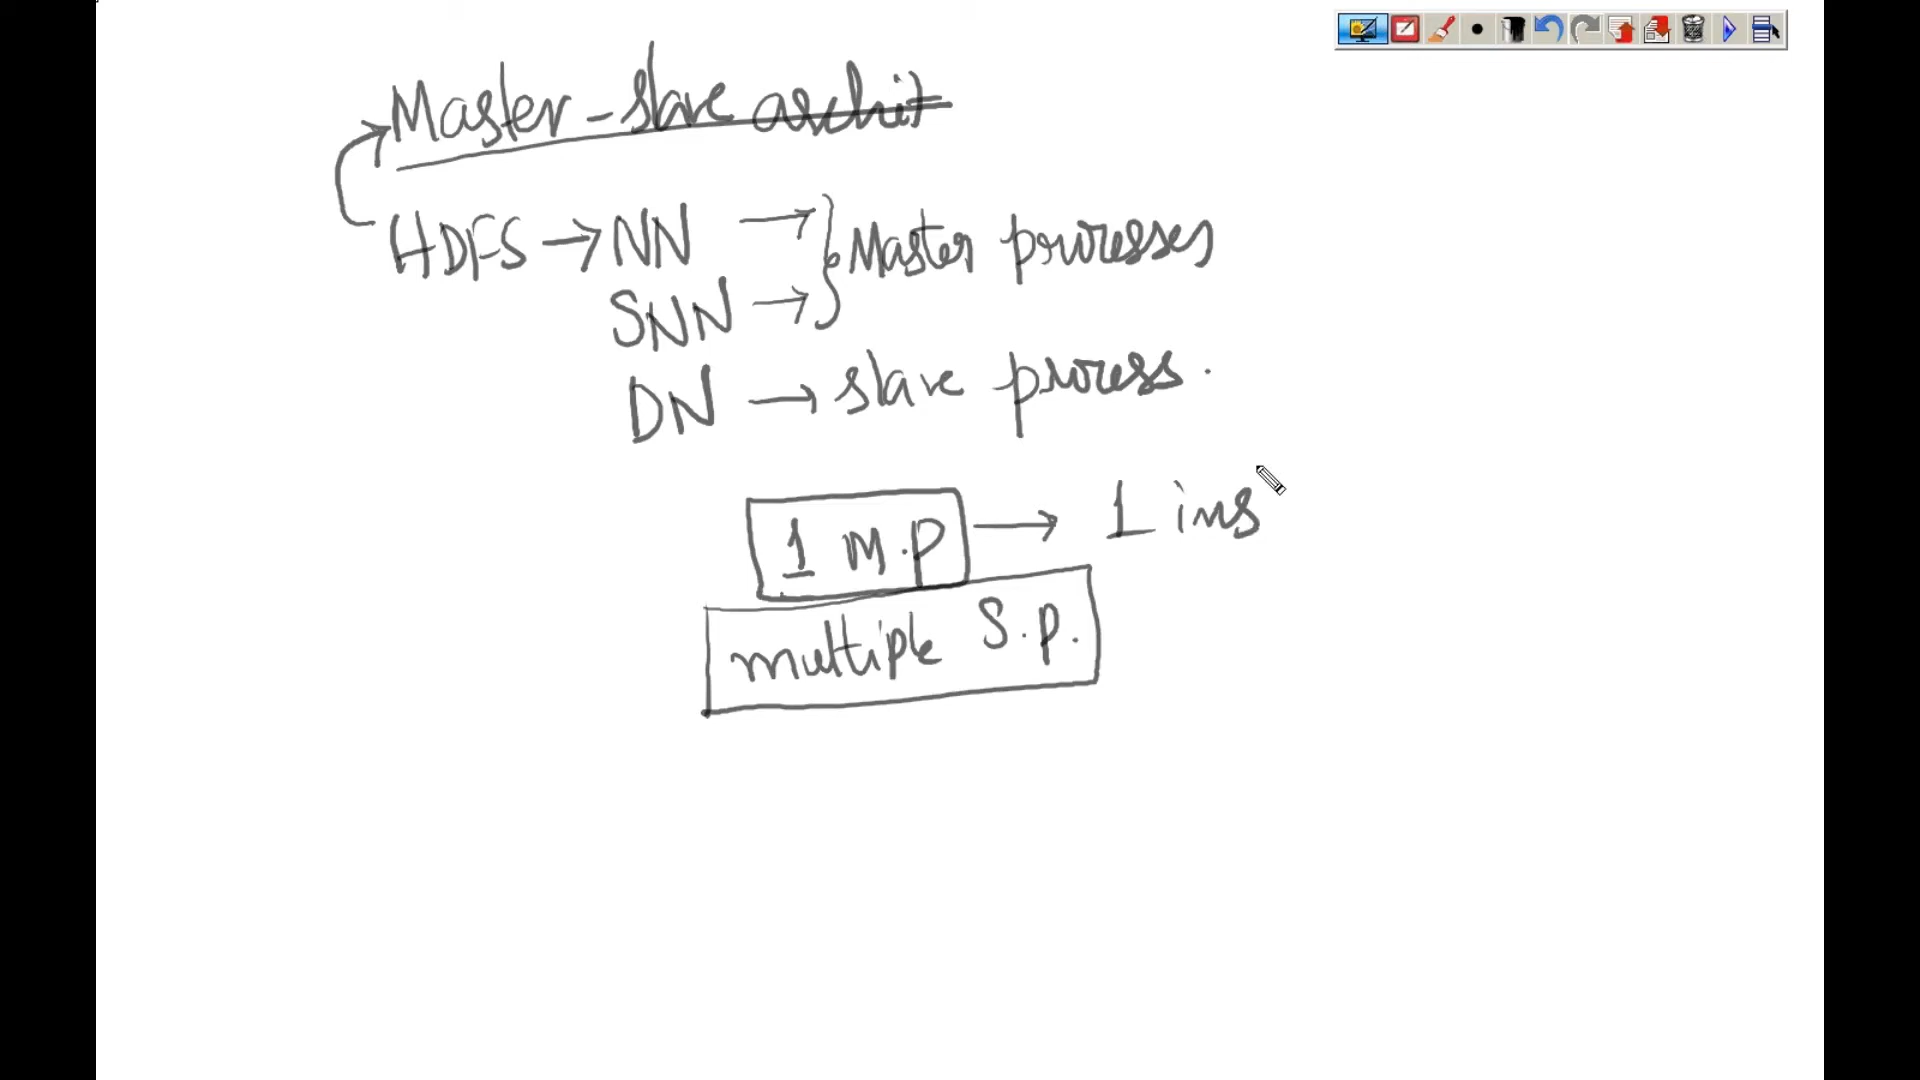 Master - slave archit
HDFS → NN →
SNN → } Master processes
DN → slave process.
1 M.P → 1 ins
multiple S.p.